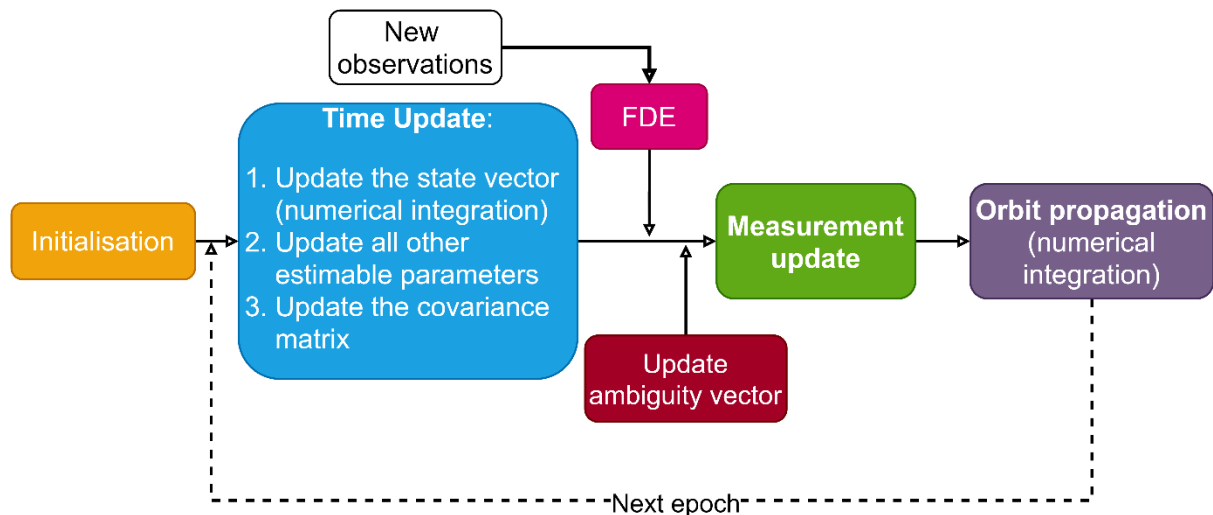 New
observations
FDE
Time Update:
1. Update the state vector
(numerical integration)
2. Update all other
estimable parameters
3. Update the covariance
matrix
Initialisation
Measurement
update
Orbit propagation
(numerical
integration)
Update
ambiguity vector
Next epoch